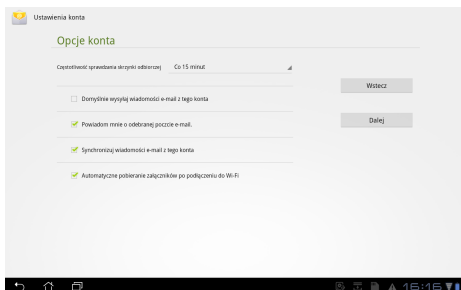 Ustawienia konta
Opcje konta
Częstotliwość sprawdzania skrzynki odbiorczej Co 15 minut
Wstecz
Domyślnie wysyłaj wiadomości e-mail z tego konta
Powiadom mnie o odebranej poczcie e-mail.
Dalej
Synchronizuj wiadomości e-mail z tego konta
Automatyczne pobieranie załączników po podłączeniu do Wi-Fi